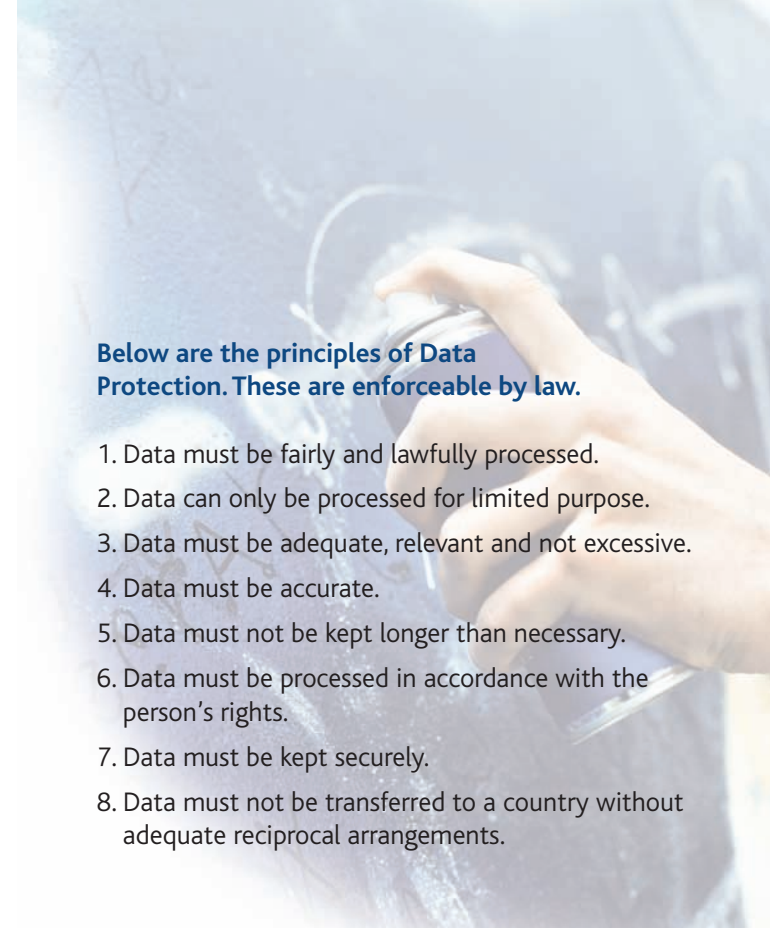 Below are the principles of Data
Protection. These are enforceable by law.
1. Data must be fairly and lawfully processed.
2. Data can only be processed for limited purpose.
3. Data must be adequate, relevant and not excessive.
4. Data must be accurate.
5. Data must not be kept longer than necessary.
6. Data must be processed in accordance with the
person’s rights.
7. Data must be kept securely.
8. Data must not be transferred to a country without
adequate reciprocal arrangements.